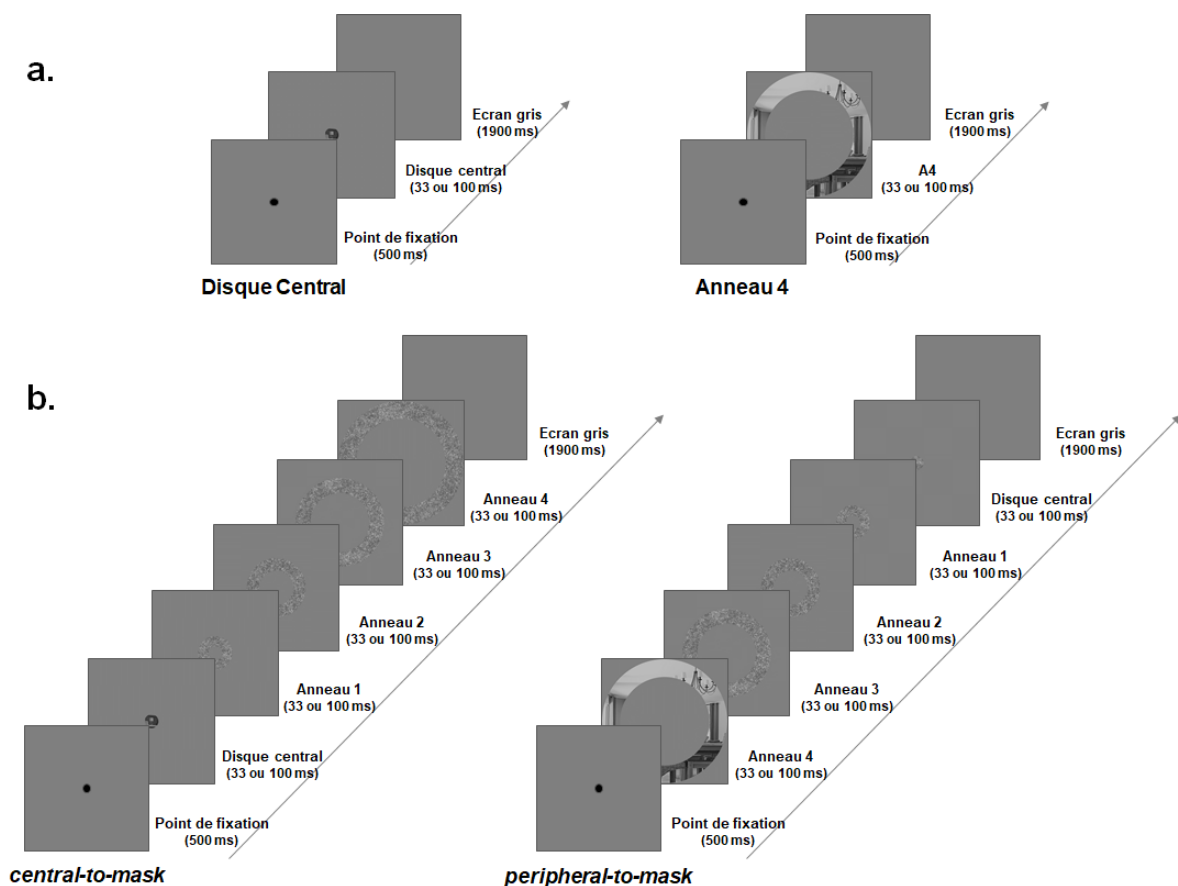 a.
Ecran gris
(1900 ms)
Disque central
(33 ou 100 ms)
Point de fixation
(500 ms)
Disque Central
Ecran gris
(1900 ms)
A4
(33 ou 100 ms)
Point de fixation
(500 ms)
Anneau 4
b.
Ecran gris
(1900 ms)
Anneau 4
(33 ou 100 ms)
Anneau 3
(33 ou 100 ms)
Anneau 2
(33 ou 100 ms)
Anneau 1
(33 ou 100 ms)
Disque central
(33 ou 100 ms)
Point de fixation
(500 ms)
central-to-mask
Ecran gris
(1900 ms)
Disque central
(33 ou 100 ms)
Anneau 1
(33 ou 100 ms)
Anneau 2
(33 ou 100 ms)
Anneau 3
(33 ou 100 ms)
Anneau 4
(33 ou 100 ms)
Point de fixation
(500 ms)
peripheral-to-mask